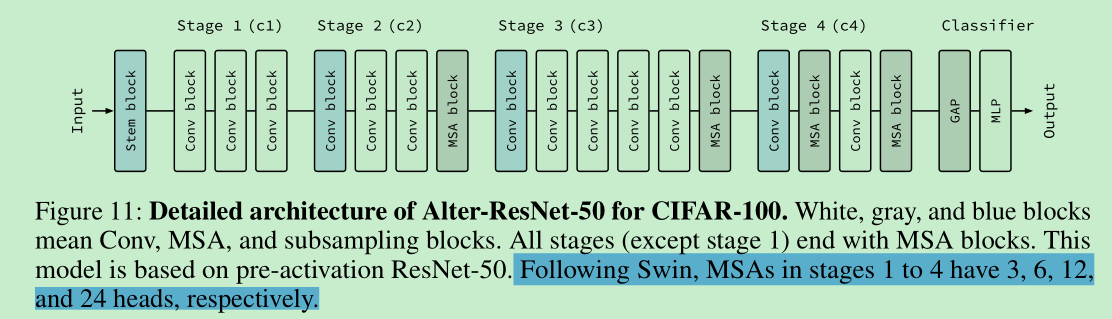 Stage 1 (c1) Stage 2 (c2) Stage 3 (c3) Stage 4 (c4) Classifier
Input
Stem block
Conv block
Conv block
Conv block
Conv block
Conv block
Conv block
MSA block
Conv block
Conv block
Conv block
Conv block
Conv block
MSA block
Conv block
MSA block
Conv block
MSA block
GAP
MLP
Output
Figure 11: Detailed architecture of Alter-ResNet-50 for CIFAR-100. White, gray, and blue blocks
mean Conv, MSA, and subsampling blocks. All stages (except stage 1) end with MSA blocks. This
model is based on pre-activation ResNet-50. Following Swin, MSAs in stages 1 to 4 have 3, 6, 12,
and 24 heads, respectively.